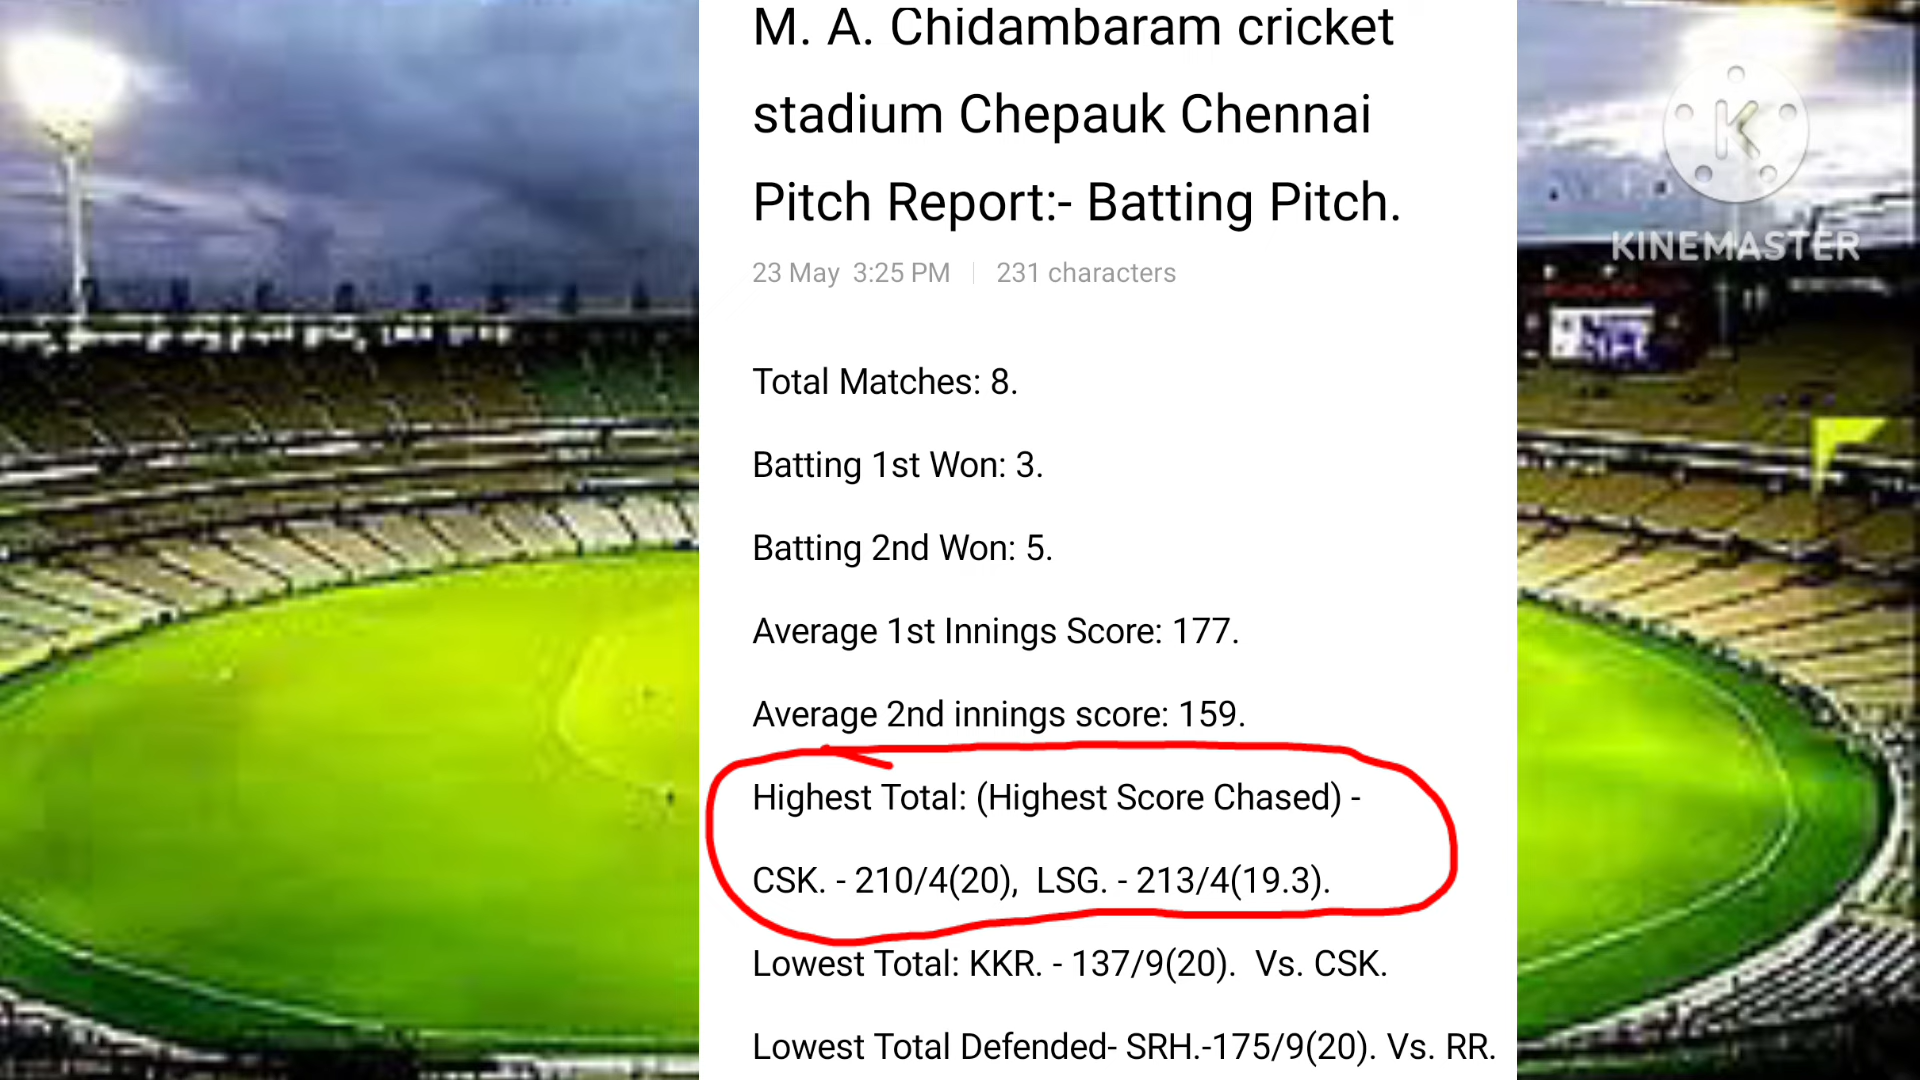 M. A. Chidambaram cricket
stadium Chepauk Chennai
Pitch Report:- Batting Pitch.
23 May 3:25 PM | 231 characters
Total Matches: 8.
Batting 1st Won: 3.
Batting 2nd Won: 5.
Average 1st Innings Score: 177.
Average 2nd innings score: 159.
Highest Total: (Highest Score Chased) -
CSK. - 210/4(20), LSG. - 213/4(19.3).
Lowest Total: KKR. - 137/9(20). Vs. CSK.
Lowest Total Defended- SRH.-175/9(20). Vs. RR.
K
KINEMASTER